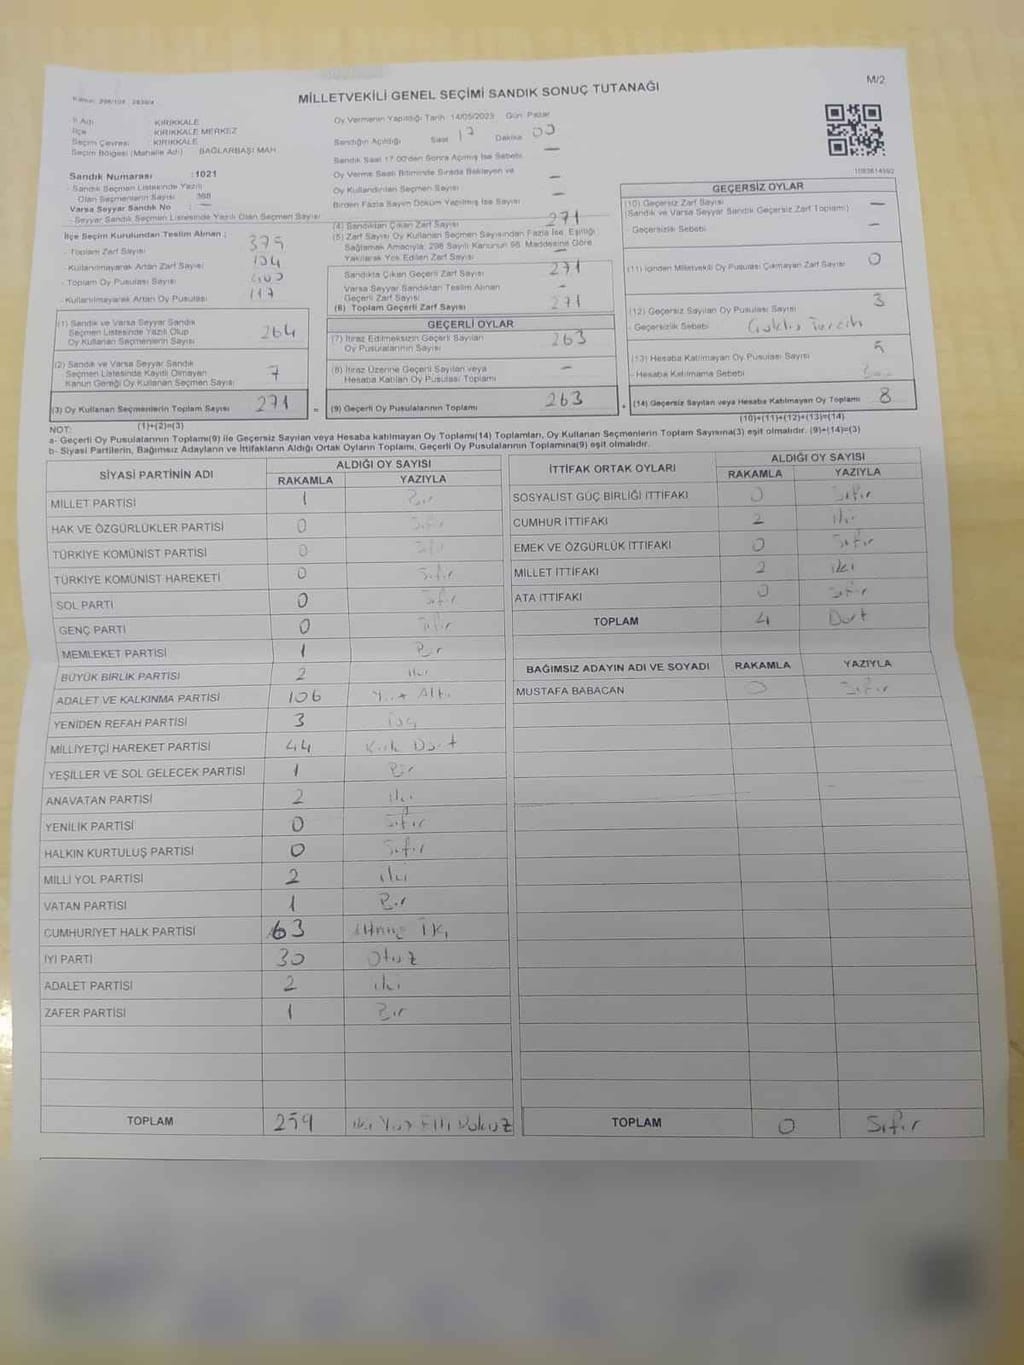 M/2
MİLLETVEKİLİ GENEL SEÇİMİ SANDIK SONUÇ TUTANAĞI
İl Adı KIRIKKALE
İlçe KIRIKKALE MERKEZ
Seçim Çevresi KIRIKKALE
Seçim Bölgesi (Mahalle Adı) BAĞLARBAŞI MAH.
Sandık Numarası :1021
- Sandık Seçmen Listesinde Yazılı
Olan Seçmenlerin Sayısı 368
Varsa Seyyar Sandık No —
- Seyyar Sandık Seçmen Listesinde Yazılı Olan Seçmen Sayısı
Oy Vermenin Yapıldığı Tarih 14/05/2023 Gün Pazar
Sandığın Açıldığı Saat 17 Dakika 00
Sandık Saat 17.00'den Sonra Açılmış İse Sebebi —
Oy Verme Saati Bitiminde Sırada Bekleyen ve
Oy Kullandırılan Seçmen Sayısı —
Birden Fazla Sayım Döküm Yapılmış İse Sayısı —
1083614992
İlçe Seçim Kurulundan Teslim Alınan ;
- Toplam Zarf Sayısı 375
- Kullanılmayarak Artan Zarf Sayısı 104
- Toplam Oy Pusulası Sayısı
- Kullanılmayarak Artan Oy Pusulası 117
(1) Sandık ve Varsa Seyyar Sandık
Seçmen Listesinde Yazılı Olup
Oy Kullanan Seçmenlerin Sayısı 264
(2) Sandık ve Varsa Seyyar Sandık
Seçmen Listesinde Kayıtlı Olmayan
Kanun Gereği Oy Kullanan Seçmen Sayısı 7
(3) Oy Kullanan Seçmenlerin Toplam Sayısı 271
(1)+(2)=(3)
(4) Sandıktan Çıkan Zarf Sayısı 271
(5) Zarf Sayısı Oy Kullanan Seçmen Sayısından Fazla İse, Eşitliği
Sağlamak Amacıyla, 298 Sayılı Kanunun 98. Maddesine Göre
Yakılarak Yok Edilen Zarf Sayısı —
Sandıkta Çıkan Geçerli Zarf Sayısı 271
Varsa Seyyar Sandıktan Teslim Alınan
Geçerli Zarf Sayısı -
(6) Toplam Geçerli Zarf Sayısı 271
GEÇERLİ OYLAR
(7) İtiraz Edilmeksizin Geçerli Sayılan
Oy Pusulalarının Sayısı 263
(8) İtiraz Üzerine Geçerli Sayılan veya
Hesaba Katılan Oy Pusulası Toplamı —
= (9) Geçerli Oy Pusulalarının Toplamı 263
GEÇERSİZ OYLAR
(10) Geçersiz Zarf Sayısı —
(Sandık ve Varsa Seyyar Sandık Geçersiz Zarf Toplamı)
- Geçersizlik Sebebi —
(11) İçinden Milletvekili Oy Pusulası Çıkmayan Zarf Sayısı 0
(12) Geçersiz Sayılan Oy Pusulası Sayısı 3
- Geçersizlik Sebebi
(13) Hesaba Katılmayan Oy Pusulası Sayısı 5
- Hesaba Katılmama Sebebi
+ (14) Geçersiz Sayılan veya Hesaba Katılmayan Oy Toplamı 8
(10)+(11)+(12)+(13)=(14)
NOT:
a- Geçerli Oy Pusulalarının Toplamı(9) ile Geçersiz Sayılan veya Hesaba katılmayan Oy Toplamı(14) Toplamları, Oy Kullanan Seçmenlerin Toplam Sayısına(3) eşit olmalıdır. (9)+(14)=(3)
b- Siyasi Partilerin, Bağımsız Adayların ve İttifakların Aldığı Ortak Oyların Toplamı, Geçerli Oy Pusulalarının Toplamına(9) eşit olmalıdır.
SİYASİ PARTİNİN ADI ALDIĞI OY SAYISI
RAKAMLA YAZIYLA
MİLLET PARTİSİ 1 Bir
HAK VE ÖZGÜRLÜKLER PARTİSİ 0 Sıfır
TÜRKİYE KOMÜNİST PARTİSİ 0 Sıfır
TÜRKİYE KOMÜNİST HAREKETİ 0 Sıfır
SOL PARTİ 0 Sıfır
GENÇ PARTİ 0 Sıfır
MEMLEKET PARTİSİ 1 Bir
BÜYÜK BİRLİK PARTİSİ 2 iki
ADALET VE KALKINMA PARTİSİ 106 Yüz Altı
YENİDEN REFAH PARTİSİ 3 Üç
MİLLİYETÇİ HAREKET PARTİSİ 44 Kırk Dört
YEŞİLLER VE SOL GELECEK PARTİSİ 1 Bir
ANAVATAN PARTİSİ 2 iki
YENİLİK PARTİSİ 0 Sıfır
HALKIN KURTULUŞ PARTİSİ 0 Sıfır
MİLLİ YOL PARTİSİ 2 iki
VATAN PARTİSİ 1 Bir
CUMHURİYET HALK PARTİSİ 63
İYİ PARTİ 30 Otuz
ADALET PARTİSİ 2 iki
ZAFER PARTİSİ 1 Bir
TOPLAM 259 iki Yüz Elli Dokuz
İTTİFAK ORTAK OYLARI ALDIĞI OY SAYISI
RAKAMLA YAZIYLA
SOSYALİST GÜÇ BİRLİĞİ İTTİFAKI 0 Sıfır
CUMHUR İTTİFAKI 2 iki
EMEK VE ÖZGÜRLÜK İTTİFAKI 0 Sıfır
MİLLET İTTİFAKI 2 iki
ATA İTTİFAKI 0 Sıfır
TOPLAM 4 Dört
BAĞIMSIZ ADAYIN ADI VE SOYADI RAKAMLA YAZIYLA
MUSTAFA BABACAN 0 Sıfır
TOPLAM 0 Sıfır